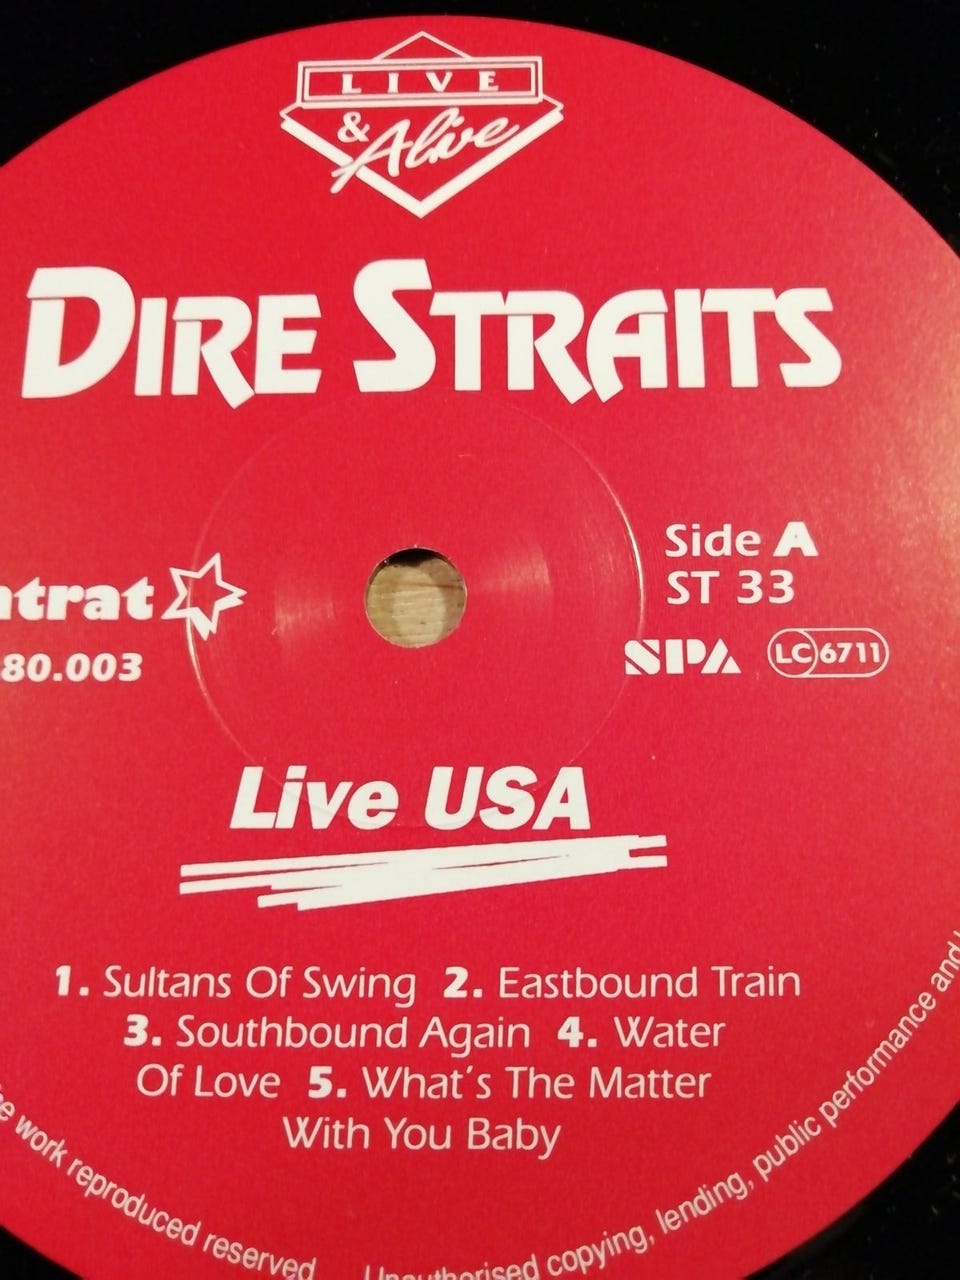 LIVE
& Alive
DIRE STRAITS
ntrat
80.003
Side A
ST 33
SPA LC 6711
Live USA
1. Sultans Of Swing 2. Eastbound Train
3. Southbound Again 4. Water
Of Love 5. What's The Matter
With You Baby
work reproduced reserved
Unauthorised copying, lending, public performance and